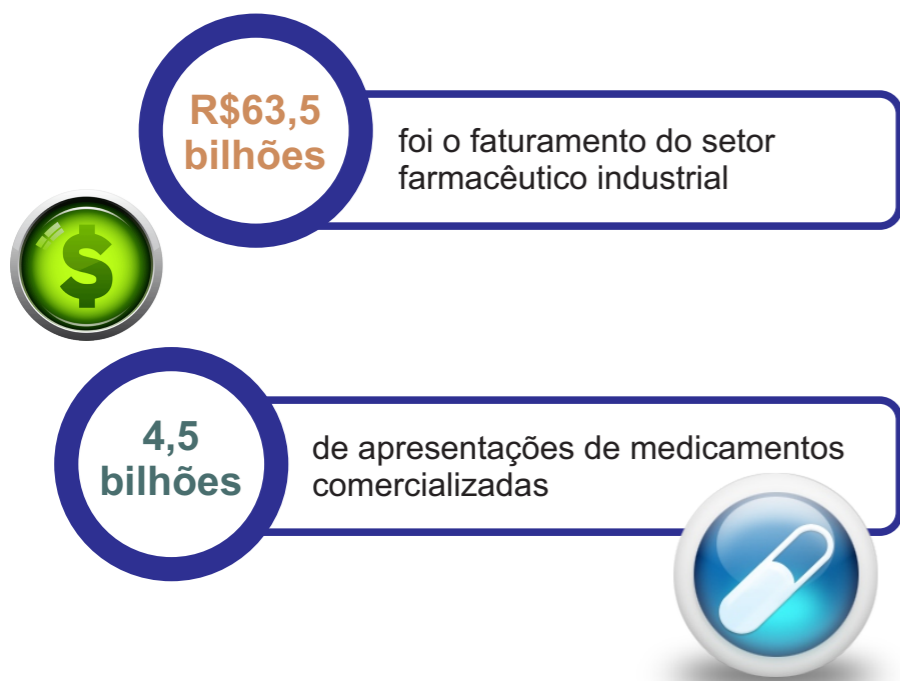 R$63,5
bilhões
foi o faturamento do setor
farmacêutico industrial
$
4,5
bilhões
de apresentações de medicamentos
comercializadas